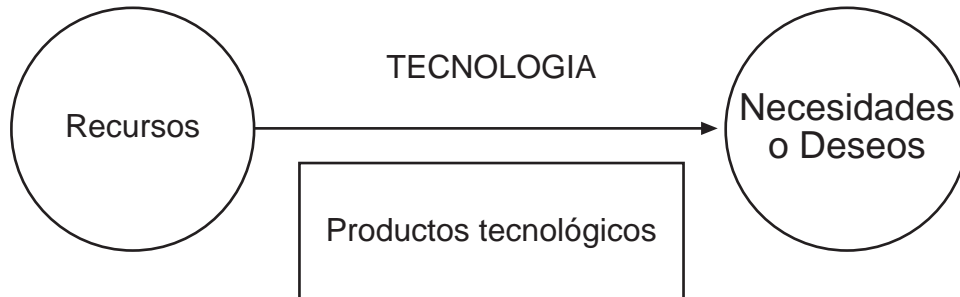 TECNOLOGIA
Recursos
Necesidades
o Deseos
Productos tecnológicos